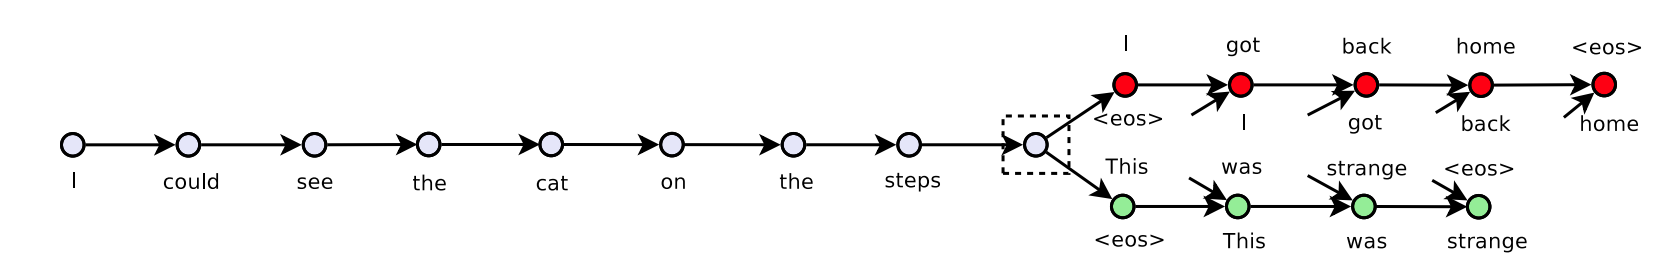 I got back home <eos>
<eos> I got back home
I could see the cat on the steps
This was strange <eos>
<eos> This was strange